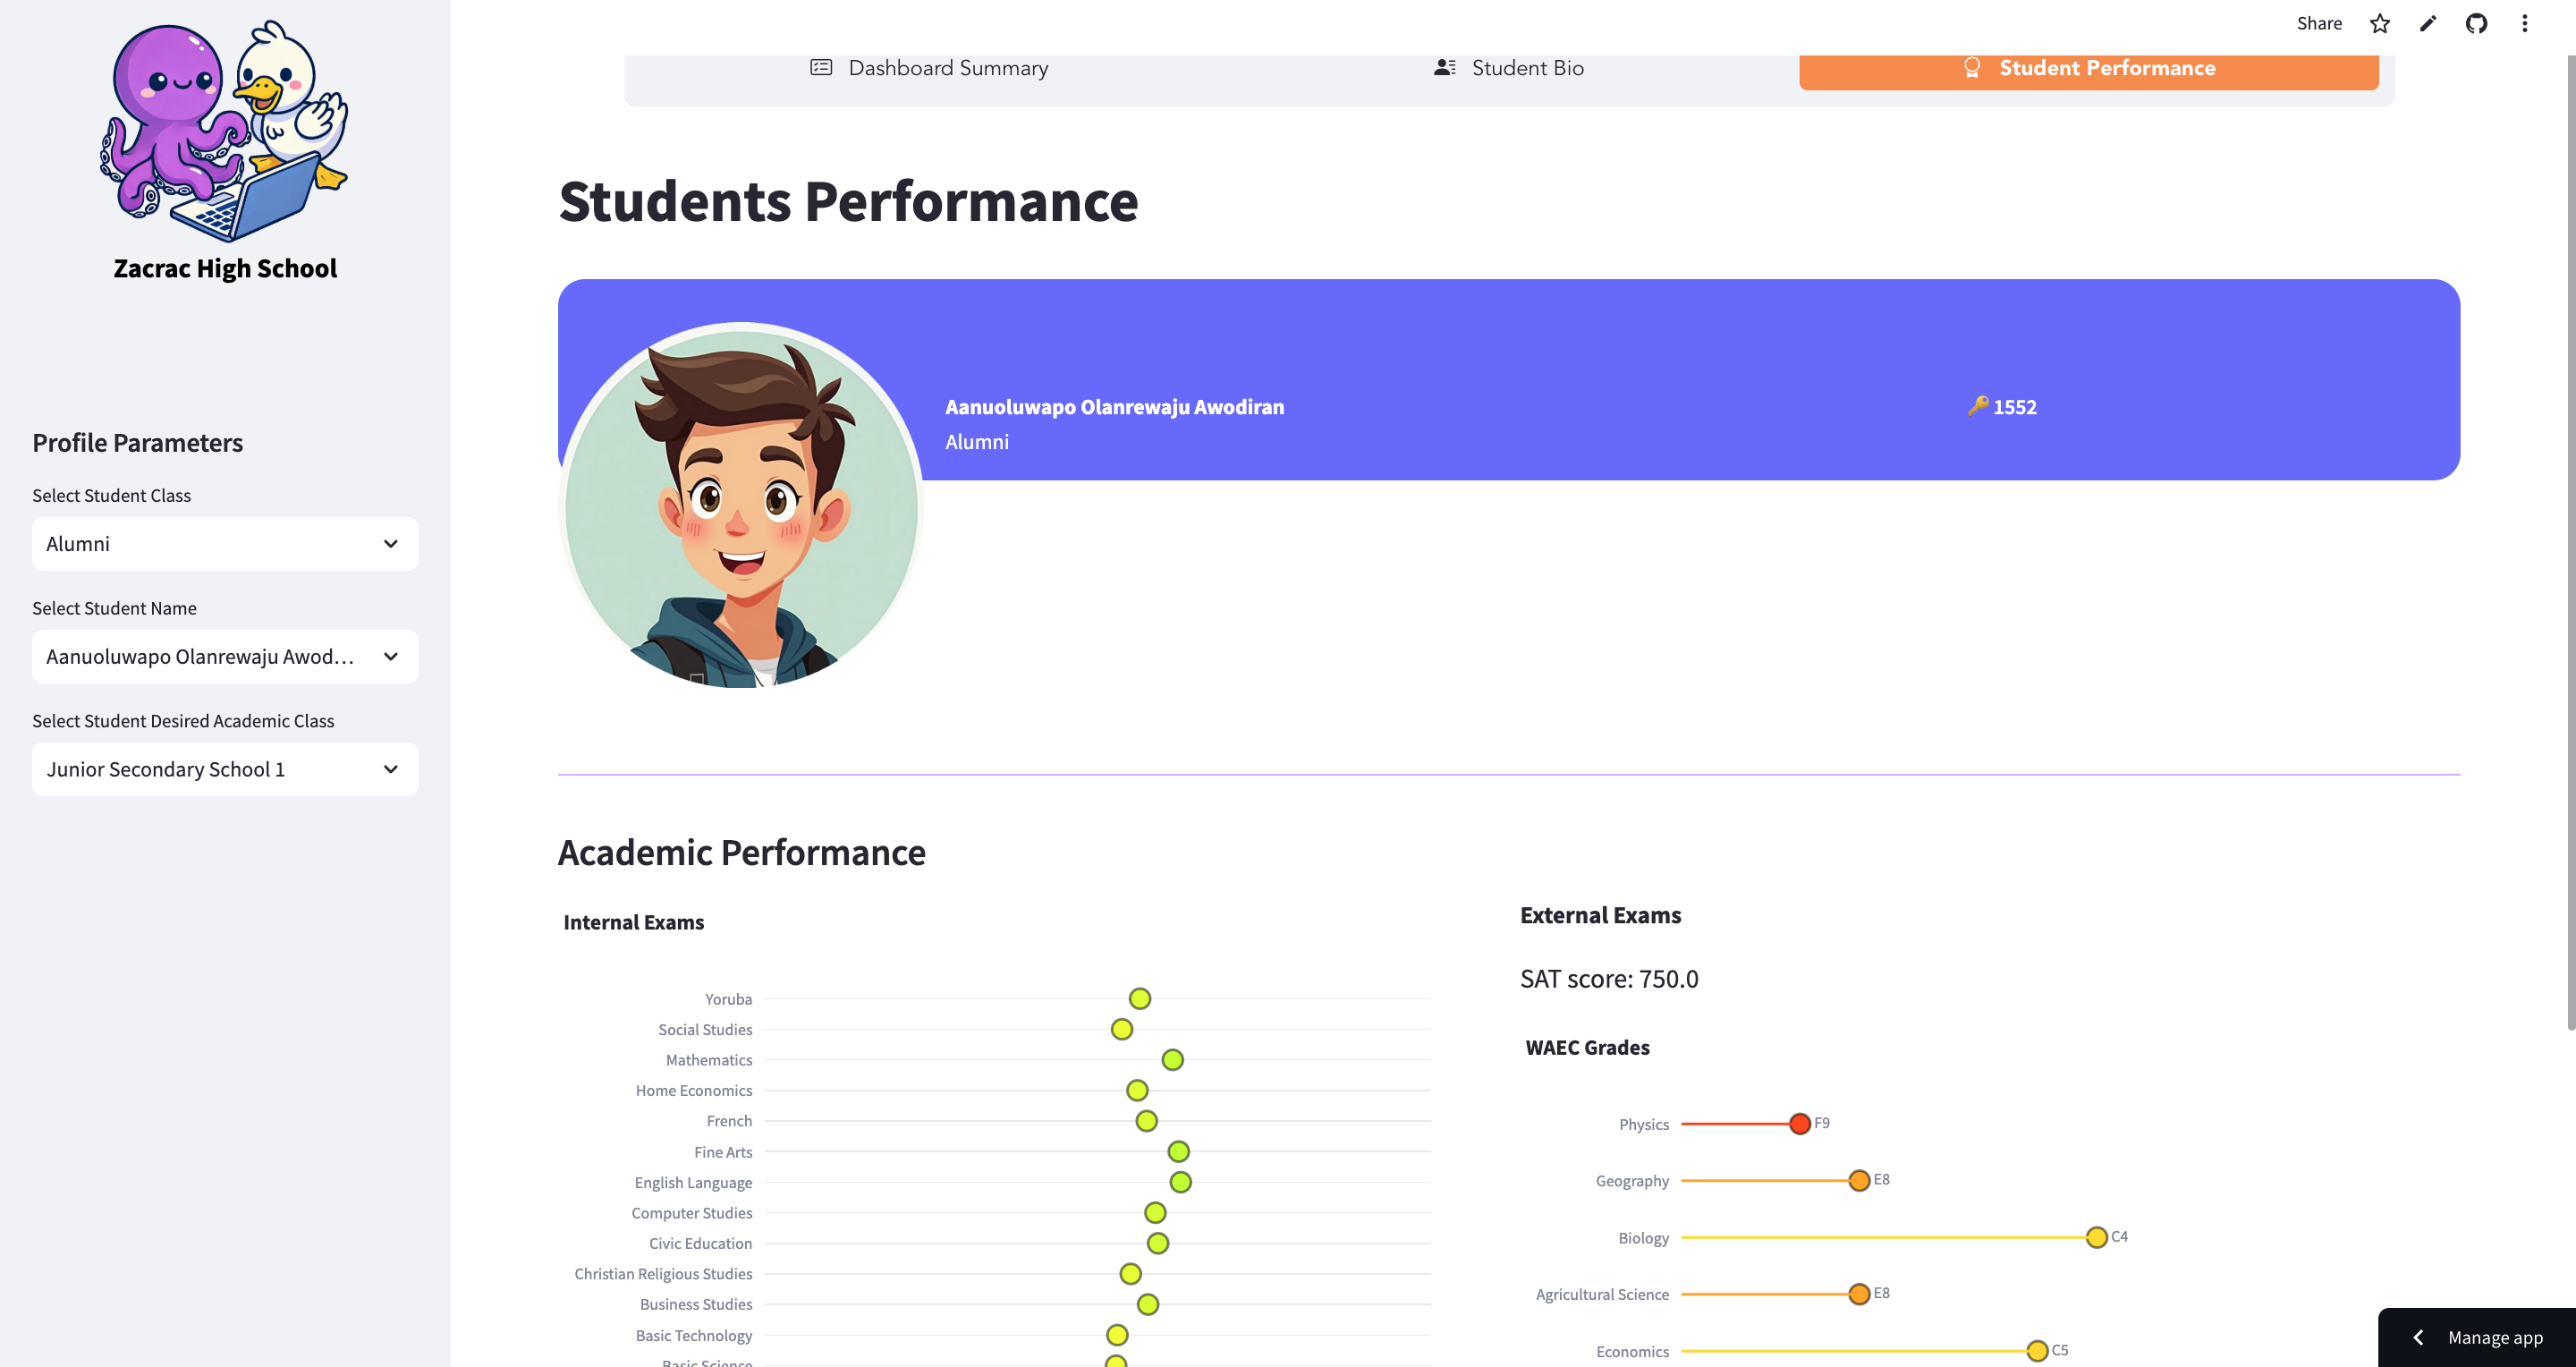 Share
Dashboard Summary
Student Bio
Student Performance
Zacrac High School
Profile Parameters
Select Student Class
Alumni
Select Student Name
Aanuoluwapo Olanrewaju Awod...
Select Student Desired Academic Class
Junior Secondary School 1
Students Performance
Aanuoluwapo Olanrewaju Awodiran
Alumni
1552
Academic Performance
Internal Exams
Yoruba
Social Studies
Mathematics
Home Economics
French
Fine Arts
English Language
Computer Studies
Civic Education
Christian Religious Studies
Business Studies
Basic Technology
Basic Science
External Exams
SAT score: 750.0
WAEC Grades
Physics F9
Geography E8
Biology C4
Agricultural Science E8
Economics C5
Manage app